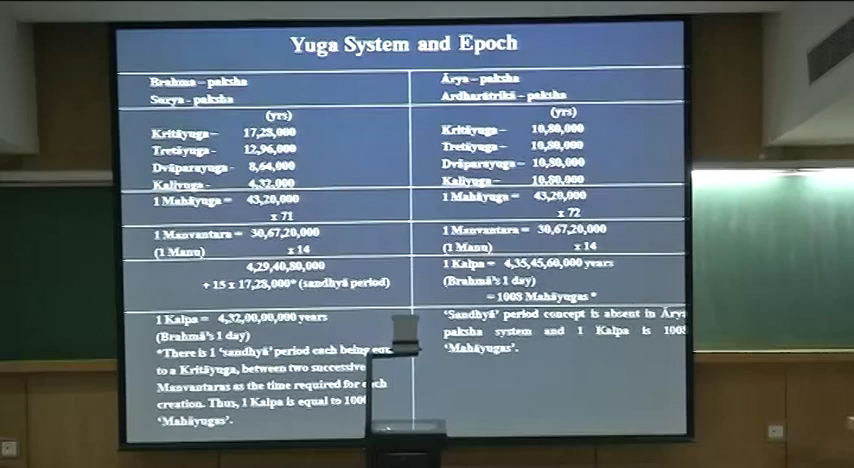 Yuga System and Epoch
Brahma – paksha
Surya - paksha
(yrs)
Kritāyuga – 17,28,000
Tretāyuga - 12,96,000
Dvāparayuga – 8,64,000
Kaliyuga - 4,32,000
1 Mahāyuga = 43,20,000
x 71
1 Manvantara = 30,67,20,000
(1 Manu) x 14
4,29,40,80,000
+ 15 x 17,28,000* (sandhyā period)
1 Kalpa = 4,32,00,00,000 years
(Brahmā's 1 day)
*There is 1 'sandhyā' period each being
to a Kritāyuga, between two successive
Manvantaras as the time required for
creation. Thus, 1 Kalpa is equal to 1000
'Mahāyugas'.
Ārya – paksha
Ardharātrikā – paksha
(yrs)
Kritāyuga – 10,80,000
Tretāyuga – 10,80,000
Dvāparayuga – 10,80,000
Kaliyuga – 10,80,000
1 Mahāyuga = 43,20,000
x 72
1 Manvantara = 30,67,20,000
(1 Manu) x 14
1 Kalpa = 4,35,45,60,000 years
(Brahmā's 1 day)
= 1008 Mahāyugas *
'Sandhyā' period concept is absent in Ārya
paksha system and 1 Kalpa is 1008
'Mahāyugas'.